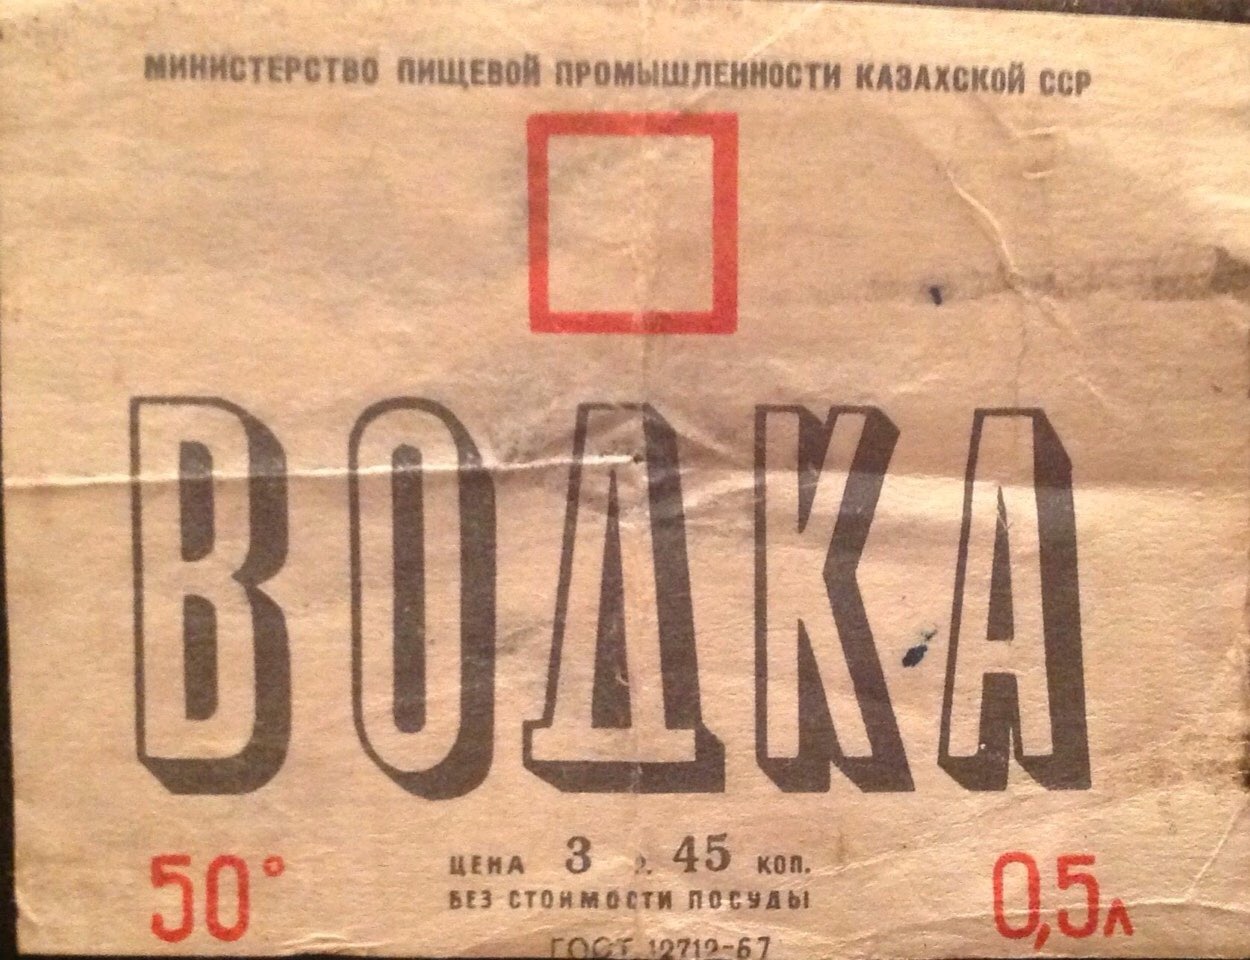 МИНИСТЕРСТВО ПИЩЕВОЙ ПРОМЫШЛЕННОСТИ КАЗАХСКОЙ ССР
ВОДКА
50°
ЦЕНА 3 р. 45 КОП.
БЕЗ СТОИМОСТИ ПОСУДЫ
0,5л
ГОСТ 12712-67